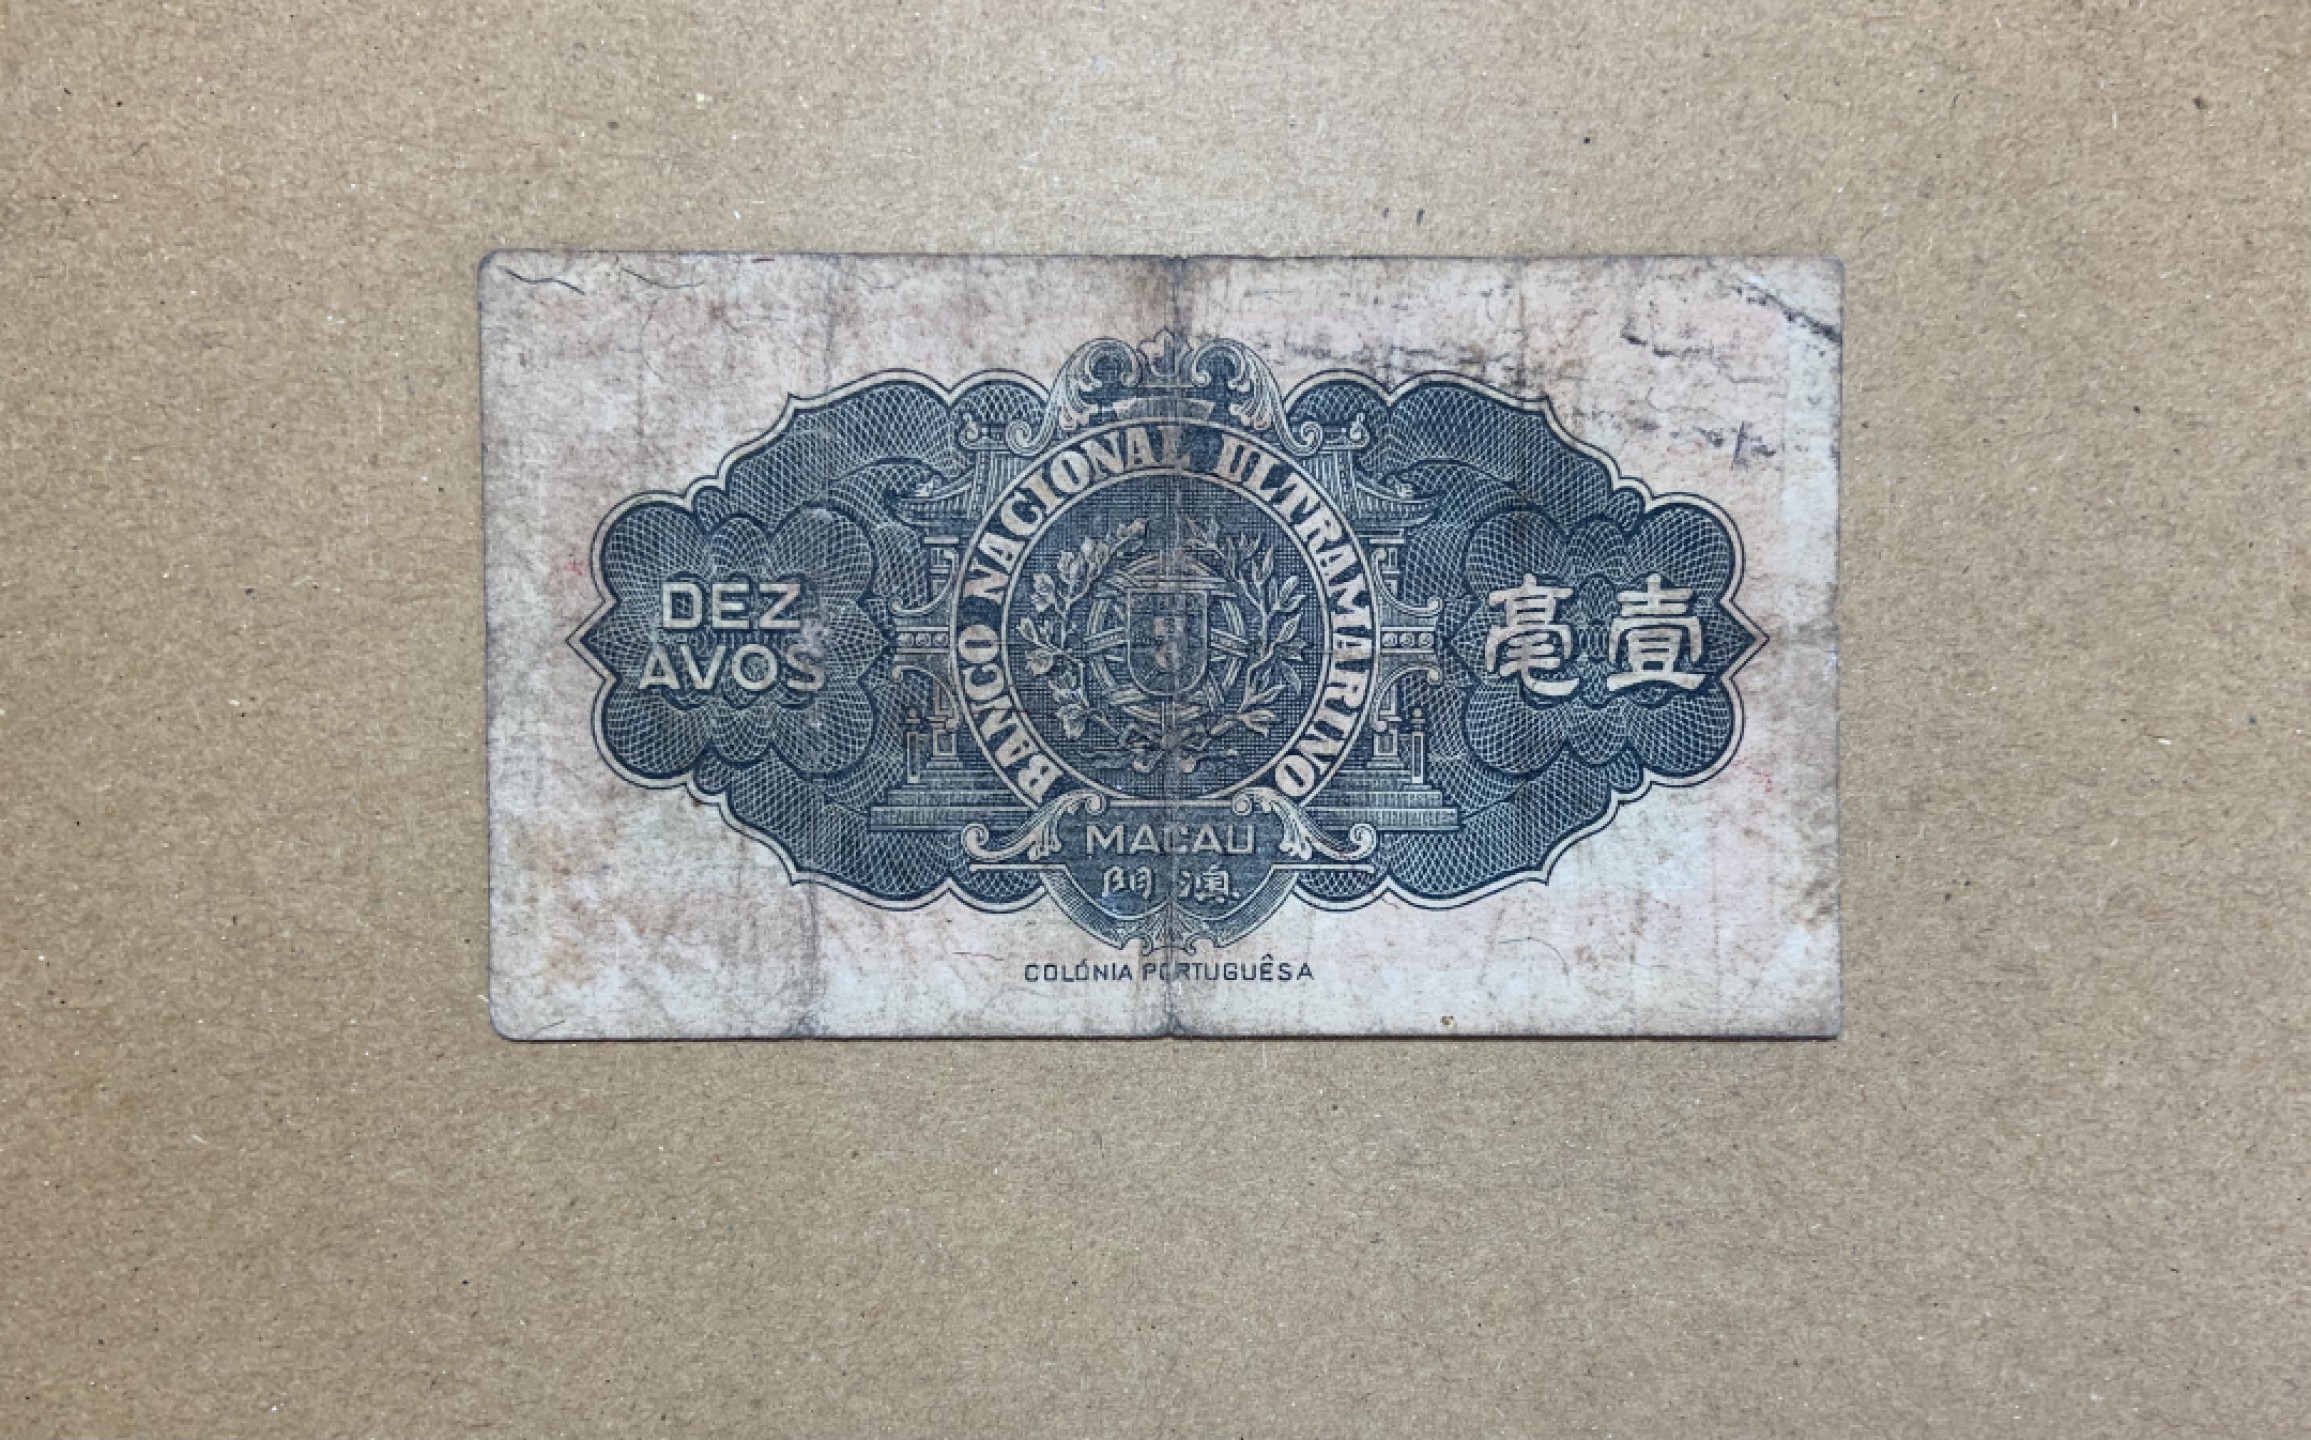 BANCO NACIONAL ULTRAMARINO
DEZ
AVOS
壹毫
MACAU
澳門
COLÓNIA PORTUGUÊSA